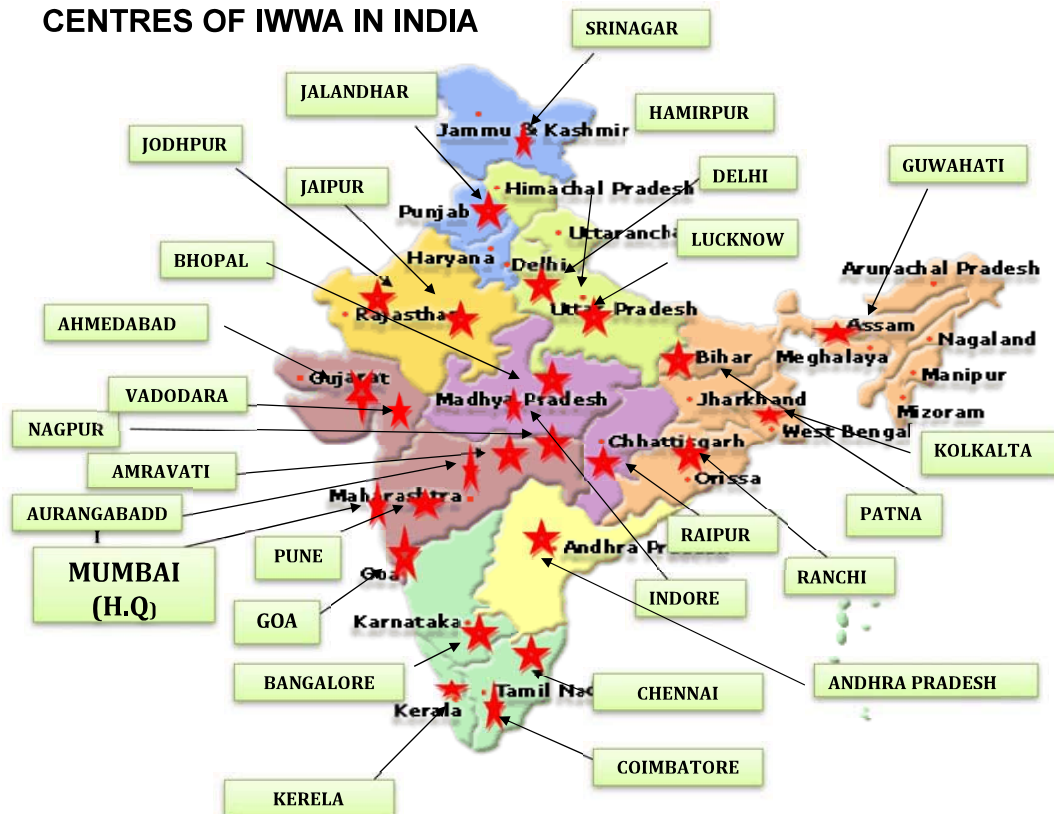 CENTRES OF IWWA IN INDIA
SRINAGAR
JALANDHAR
HAMIRPUR
Jammu & Kashmir
JODHPUR
GUWAHATI
JAIPUR
DELHI
Himachal Pradesh
Punjab
Uttarancha
LUCKNOW
BHOPAL
Haryana
Delhi
Arunachal Pradesh
AHMEDABAD
Rajasthan
Uttar Pradesh
Assam
Nagaland
Bihar
Meghalaya
Gujarat
Manipur
VADODARA
Madhya Pradesh
Jharkhand
Mizoram
NAGPUR
West Bengal
Chhattisgarh
KOLKALTA
AMRAVATI
Orissa
Maharashtra
AURANGABADD
I
PATNA
RAIPUR
PUNE
Andhra Pr
MUMBAI
(H.Q)
Goa
RANCHI
INDORE
GOA
Karnataka
BANGALORE
CHENNAI
ANDHRA PRADESH
Tamil Nad
Kerala
COIMBATORE
KERELA